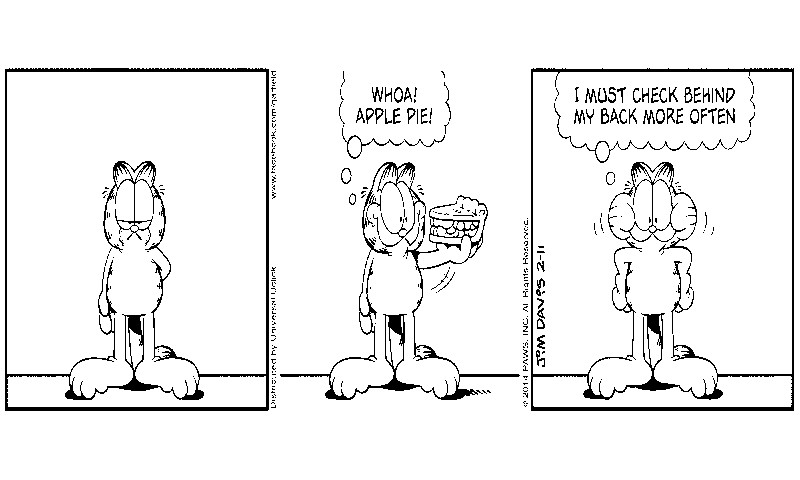 www.facebook.com/garfield
Distributed by Universal Uclick
WHOA!
APPLE PIE!
© 2014 PAWS, INC. All Rights Reserved.
JIM DAVIS 2-11
I MUST CHECK BEHIND
MY BACK MORE OFTEN